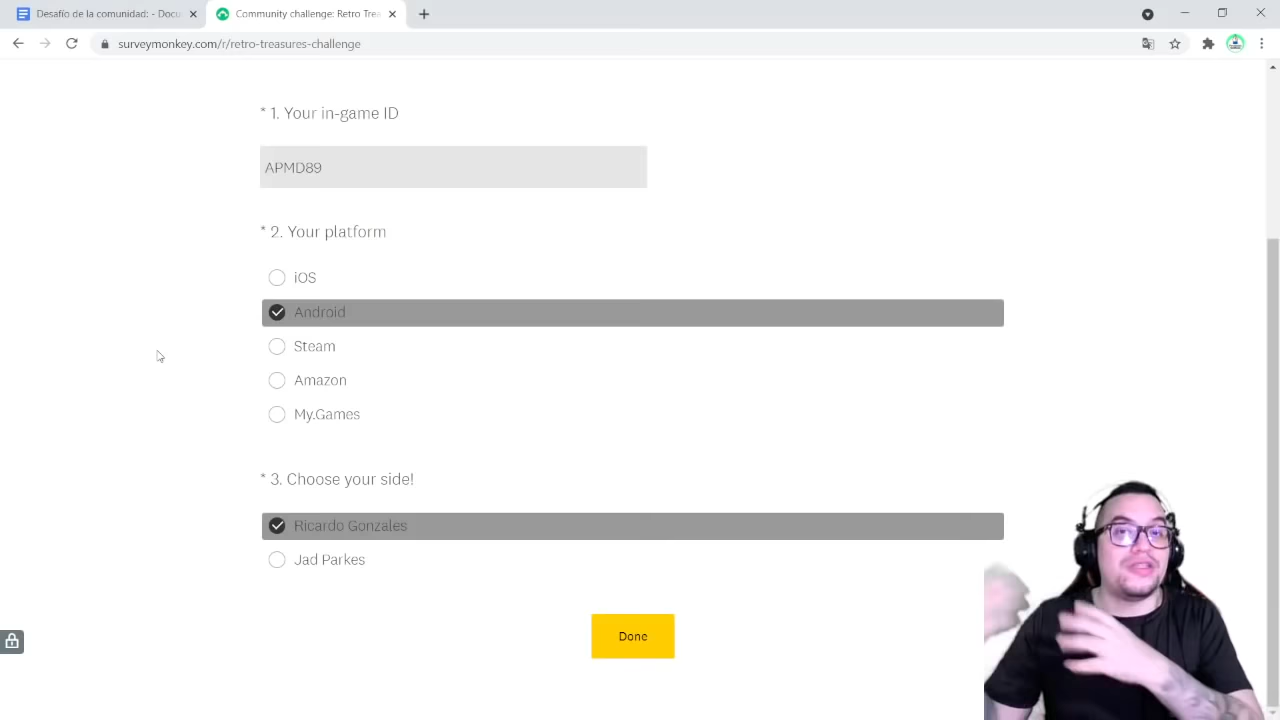 Desafío de la comunidad: - Docu
Community challenge: Retro Trea
surveymonkey.com/r/retro-treasures-challenge
* 1. Your in-game ID
APMD89
* 2. Your platform
iOS
Android
Steam
Amazon
My.Games
* 3. Choose your side!
Ricardo Gonzales
Jad Parkes
Done